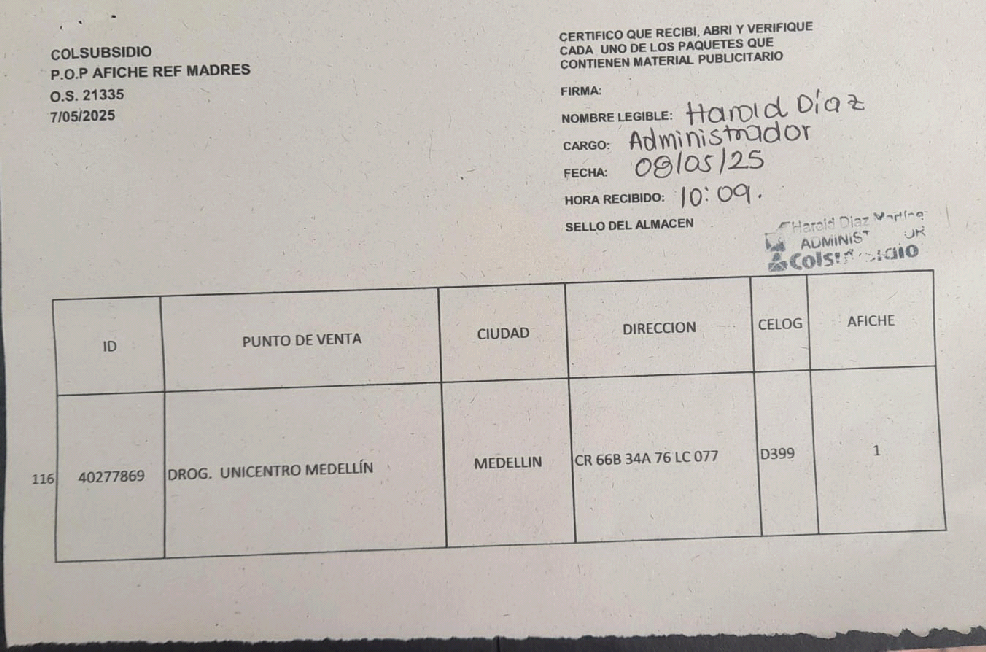 COLSUBSIDIO
P.O.P AFICHE REF MADRES
O.S. 21335
7/05/2025
CERTIFICO QUE RECIBI, ABRI Y VERIFIQUE
CADA UNO DE LOS PAQUETES QUE
CONTIENEN MATERIAL PUBLICITARIO
FIRMA:
NOMBRE LEGIBLE: Harold Díaz
CARGO: Administrador
FECHA: 08/05/25
HORA RECIBIDO: 10:09.
SELLO DEL ALMACEN
Harold Diaz
ID PUNTO DE VENTA CIUDAD DIRECCION CELOG AFICHE
116 40277869 DROG. UNICENTRO MEDELLÍN MEDELLIN CR 66B 34A 76 LC 077 D399 1